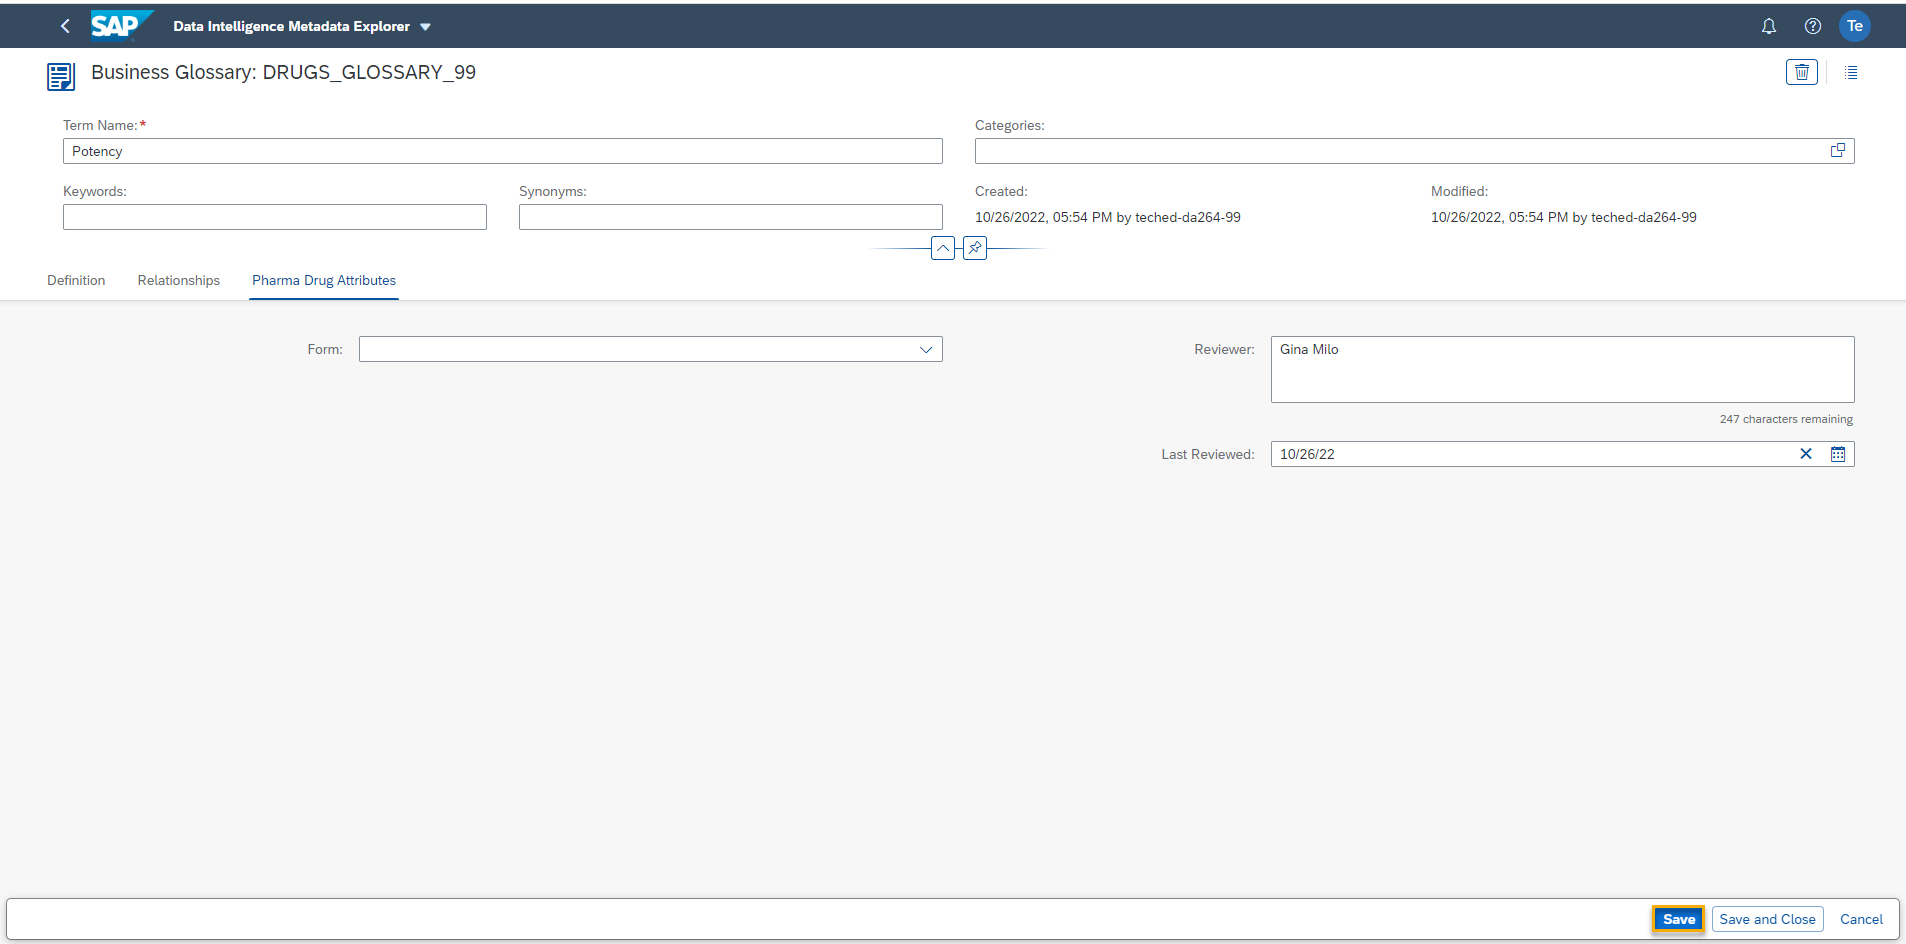 SAP Data Intelligence Metadata Explorer Te
Business Glossary: DRUGS_GLOSSARY_99
Term Name:* Categories:
Potency
Keywords: Synonyms: Created: Modified:
10/26/2022, 05:54 PM by teched-da264-99 10/26/2022, 05:54 PM by teched-da264-99
Definition Relationships Pharma Drug Attributes
Form: Reviewer: Gina Milo
247 characters remaining
Last Reviewed: 10/26/22
Save Save and Close Cancel